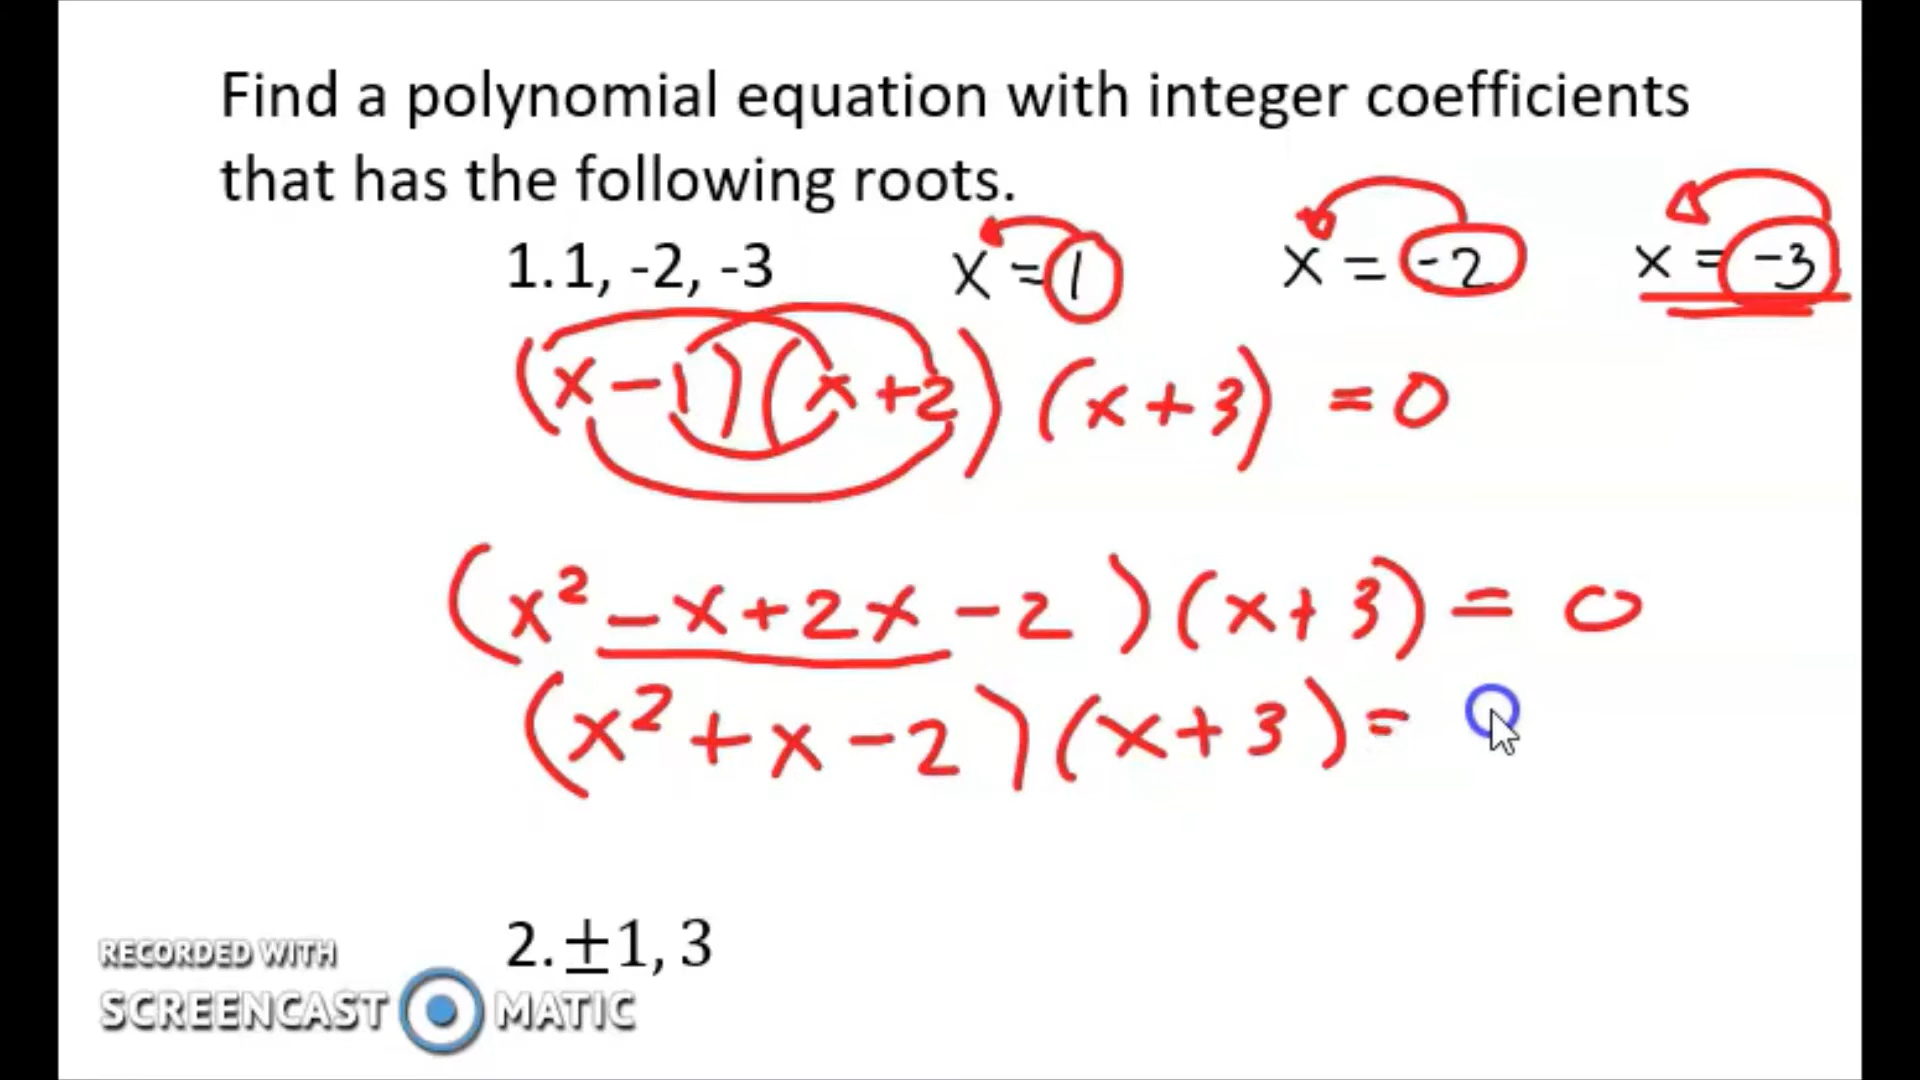 Find a polynomial equation with integer coefficients
that has the following roots.
1. 1, -2, -3 x = 1 x = -2 x = -3
(x - 1)(x + 2)(x + 3) = 0
(x² - x + 2x - 2)(x + 3) = 0
(x² + x - 2)(x + 3) =
2. ±1, 3
RECORDED WITH
SCREENCAST MATIC